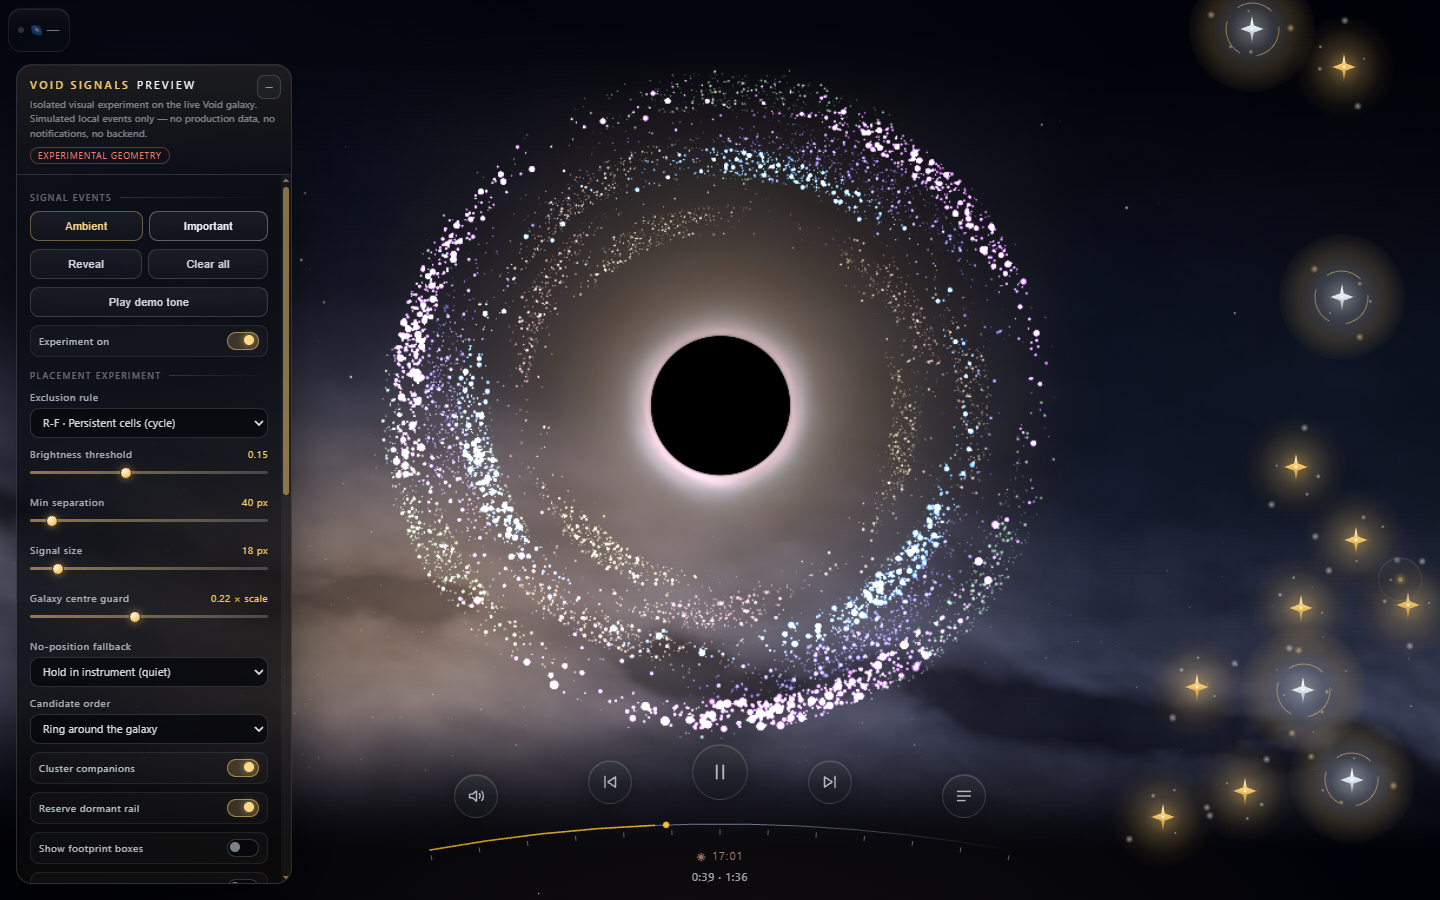 VOID SIGNALS PREVIEW
Isolated visual experiment on the live Void galaxy.
Simulated local events only — no production data, no
notifications, no backend.
EXPERIMENTAL GEOMETRY
SIGNAL EVENTS
Ambient
Important
Reveal
Clear all
Play demo tone
Experiment on
PLACEMENT EXPERIMENT
Exclusion rule
R-F · Persistent cells (cycle)
Brightness threshold 0.15
Min separation 40 px
Signal size 18 px
Galaxy centre guard 0.22 × scale
No-position fallback
Hold in instrument (quiet)
Candidate order
Ring around the galaxy
Cluster companions
Reserve dormant rail
Show footprint boxes
17:01
0:39 · 1:36